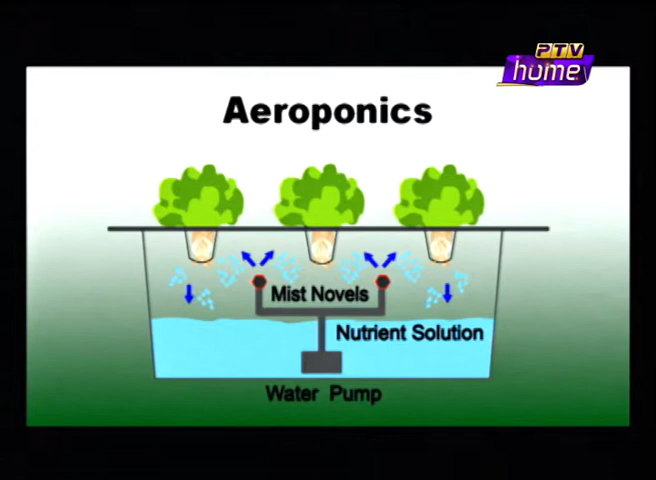 PTV
home
Aeroponics
Mist Novels
Nutrient Solution
Water Pump